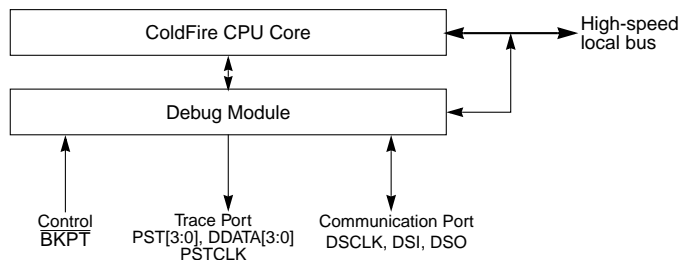 ColdFire CPU Core
High-speed
local bus
Debug Module
Control
BKPT
Trace Port
PST[3:0], DDATA[3:0]
PSTCLK
Communication Port
DSCLK, DSI, DSO